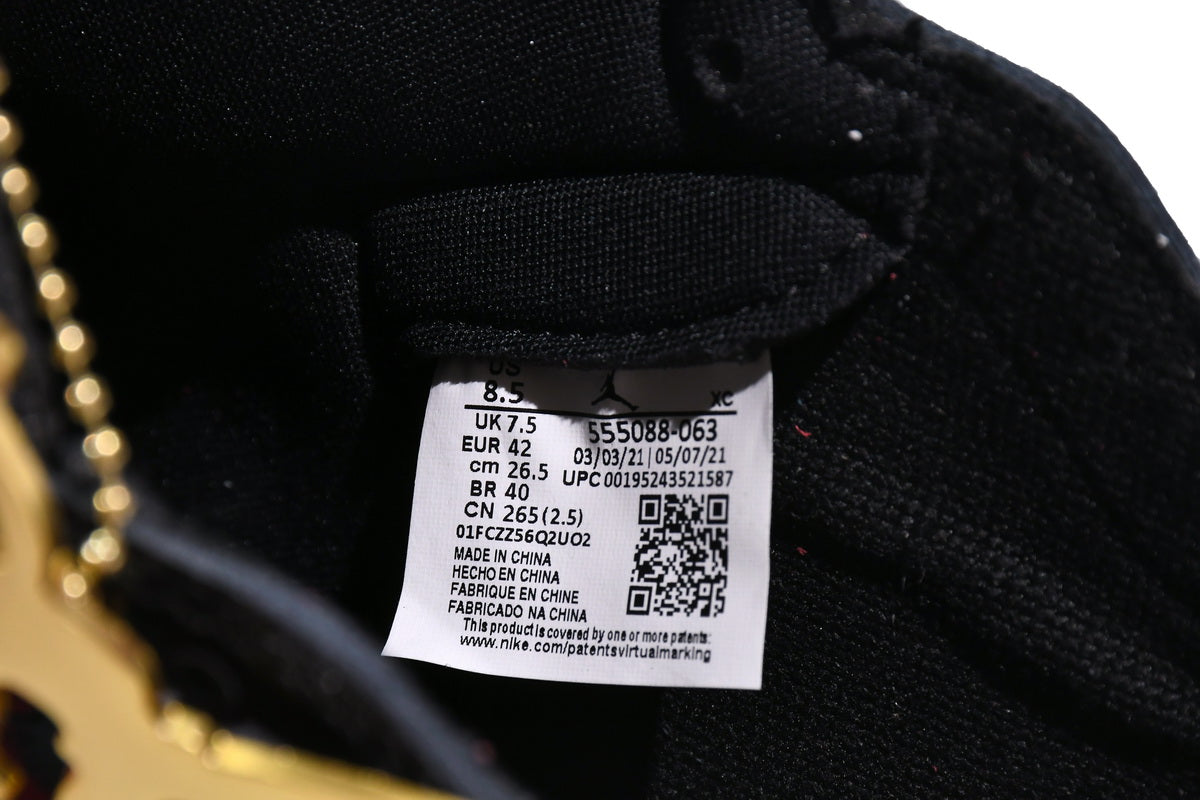 US
8.5 XC
UK 7.5 555088-063
EUR 42 03/03/21 | 05/07/21
cm 26.5 UPC 00195243521587
BR 40
CN 265 (2.5)
01FCZZ56Q2UO2
MADE IN CHINA
HECHO EN CHINA
FABRIQUE EN CHINE
FABRICADO NA CHINA
This product is covered by one or more patents:
www.nike.com/patentsvirtualmarking